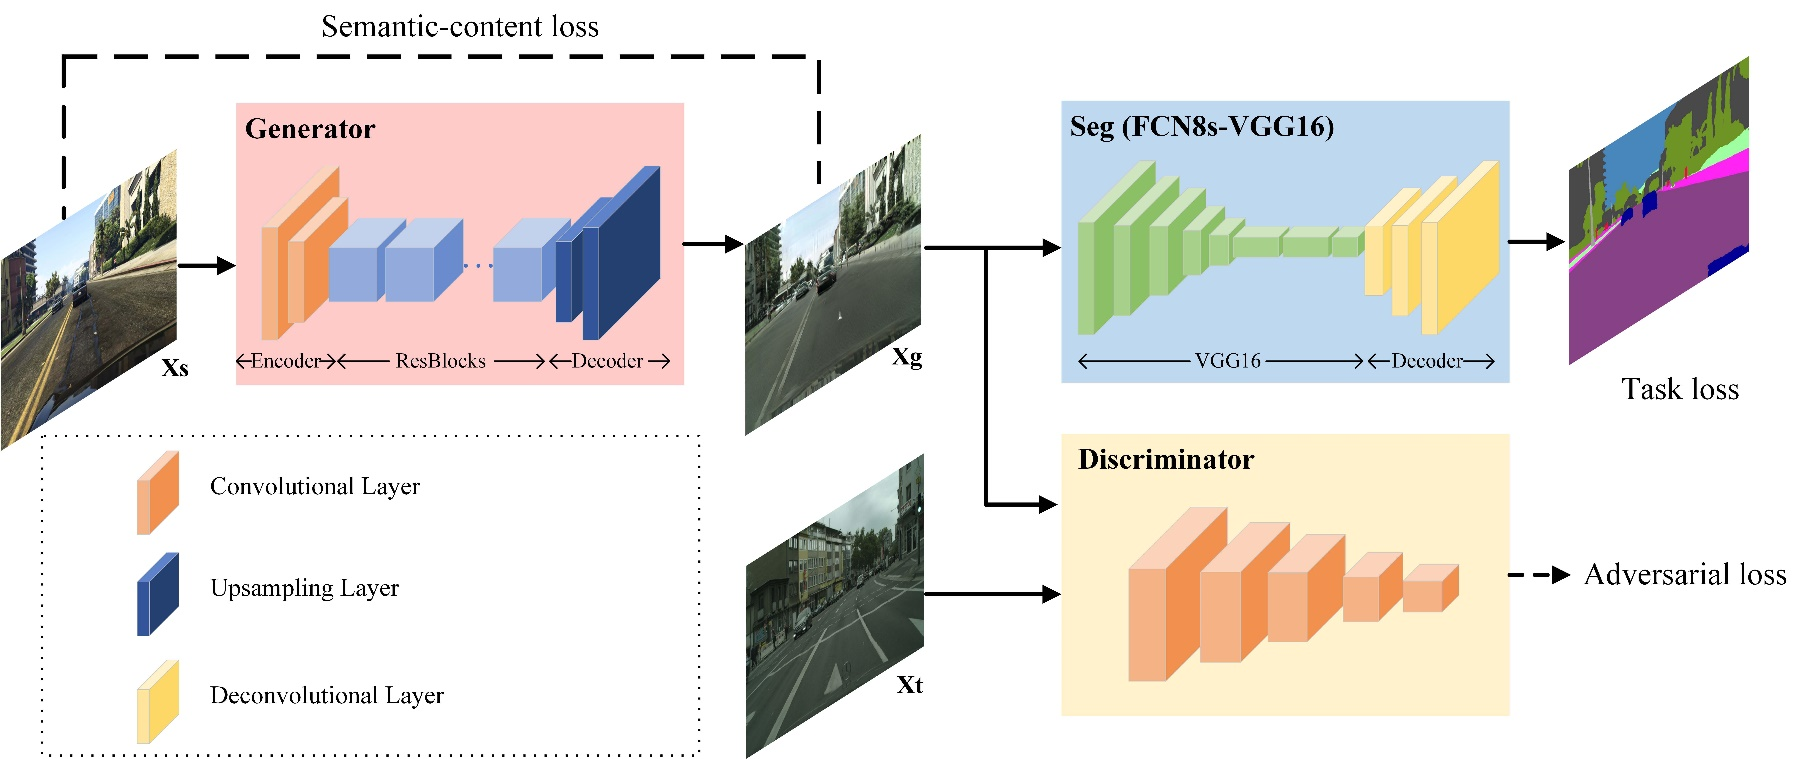 Semantic-content loss
Generator
Encoder
ResBlocks
Decoder
Xs
Xg
Seg (FCN8s-VGG16)
VGG16
Decoder
Task loss
Convolutional Layer
Upsampling Layer
Deconvolutional Layer
Xt
Discriminator
Adversarial loss